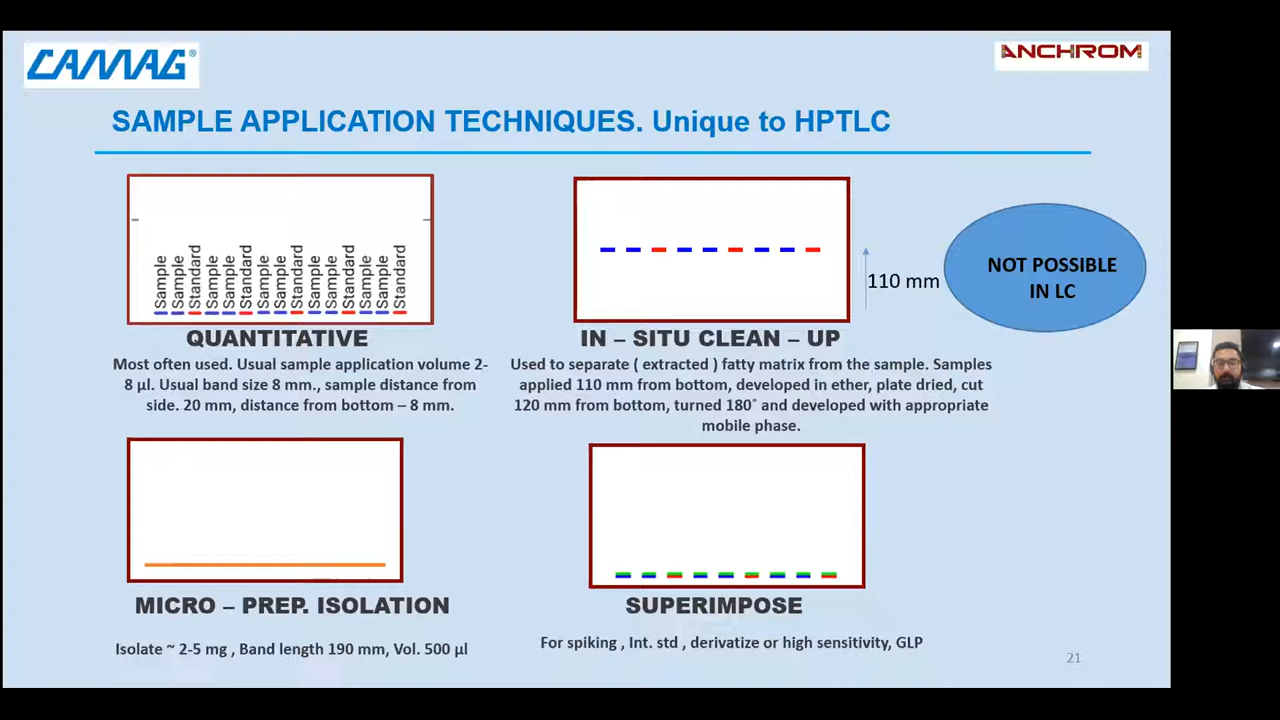 CAMAG®
ANCHROM
SAMPLE APPLICATION TECHNIQUES. Unique to HPTLC
Sample
Sample
Standard
Sample
Sample
Standard
Sample
Sample
Standard
Sample
Sample
Standard
Sample
Sample
Standard
110 mm
NOT POSSIBLE
IN LC
QUANTITATIVE
Most often used. Usual sample application volume 2-
8 µl. Usual band size 8 mm., sample distance from
side. 20 mm, distance from bottom – 8 mm.
IN – SITU CLEAN – UP
Used to separate ( extracted ) fatty matrix from the sample. Samples
applied 110 mm from bottom, developed in ether, plate dried, cut
120 mm from bottom, turned 180˚ and developed with appropriate
mobile phase.
MICRO – PREP. ISOLATION
Isolate ~ 2-5 mg , Band length 190 mm, Vol. 500 µl
SUPERIMPOSE
For spiking , Int. std , derivatize or high sensitivity, GLP
21